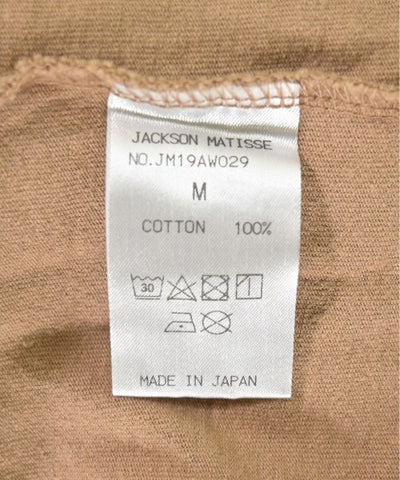 JACKSON MATISSE
NO.JM19AW029
M
COTTON 100%
30
MADE IN JAPAN